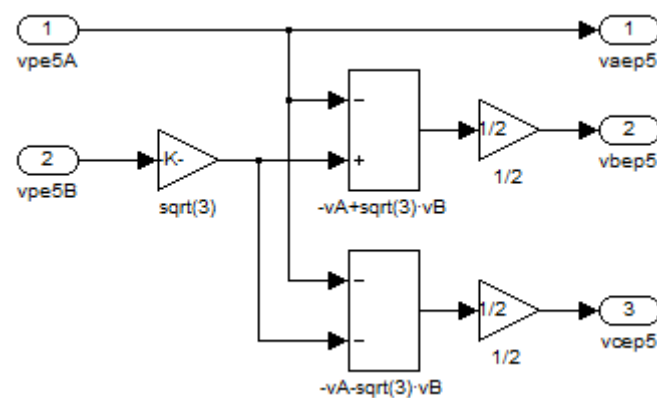 1
vpe5A
2
vpe5B
-K-
sqrt(3)
−
+
-vA+sqrt(3)·vB
−
−
-vA-sqrt(3)·vB
1/2
1/2
1/2
1/2
1
vaep5
2
vbep5
3
vcep5